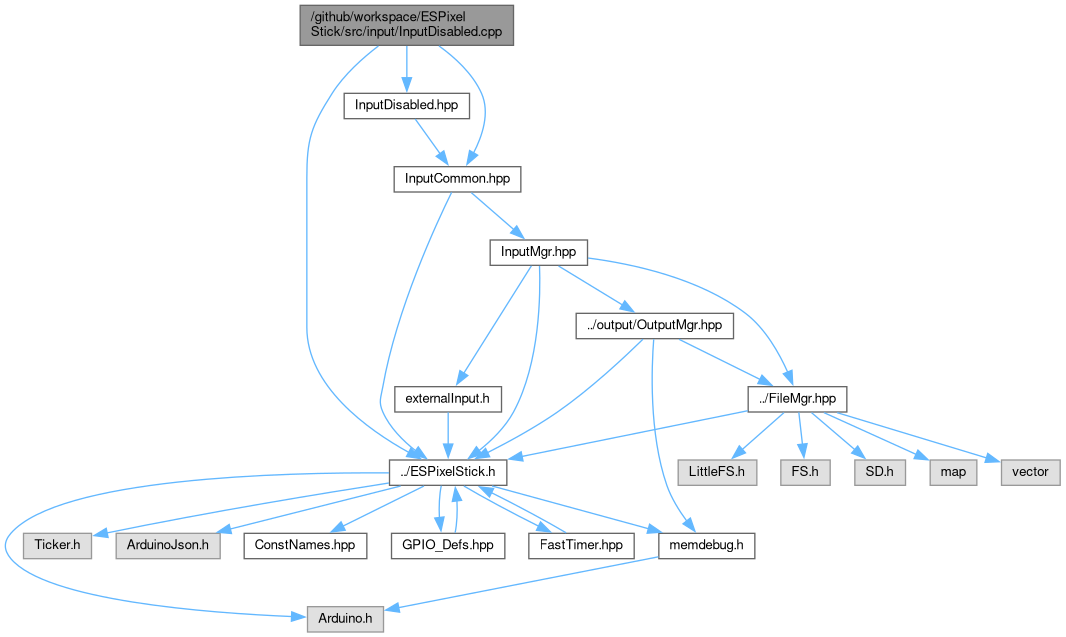 /github/workspace/ESPixel
Stick/src/input/InputDisabled.cpp
InputDisabled.hpp
InputCommon.hpp
InputMgr.hpp
../output/OutputMgr.hpp
externalInput.h
../FileMgr.hpp
../ESPixelStick.h
LittleFS.h
FS.h
SD.h
map
vector
Ticker.h
ArduinoJson.h
ConstNames.hpp
GPIO_Defs.hpp
FastTimer.hpp
memdebug.h
Arduino.h